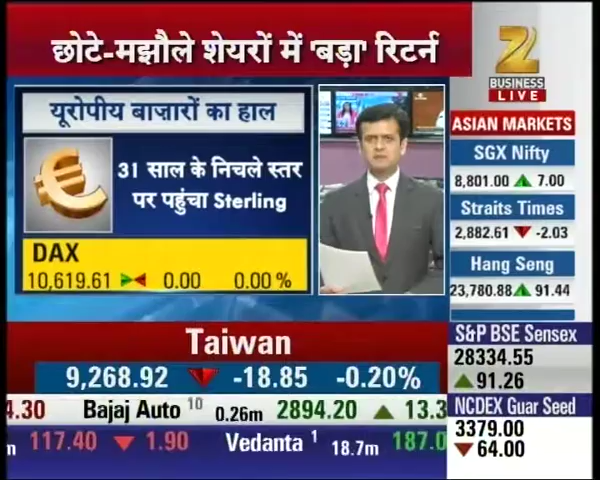 छोटे-मझौले शेयरों में 'बड़ा' रिटर्न
Z
BUSINESS
LIVE
यूरोपीय बाज़ारों का हाल
31 साल के निचले स्तर
पर पहुंचा Sterling
DAX
10,619.61 0.00 0.00 %
ASIAN MARKETS
SGX Nifty
8,801.00 7.00
Straits Times
2,882.61 -2.03
Hang Seng
23,780.88 91.44
Taiwan
9,268.92 -18.85 -0.20%
S&P BSE Sensex
28334.55
91.26
NCDEX Guar Seed
3379.00
64.00
4.30 Bajaj Auto 10 0.26m 2894.20 13.3
m 117.40 1.90 Vedanta 1 18.7m 187.0